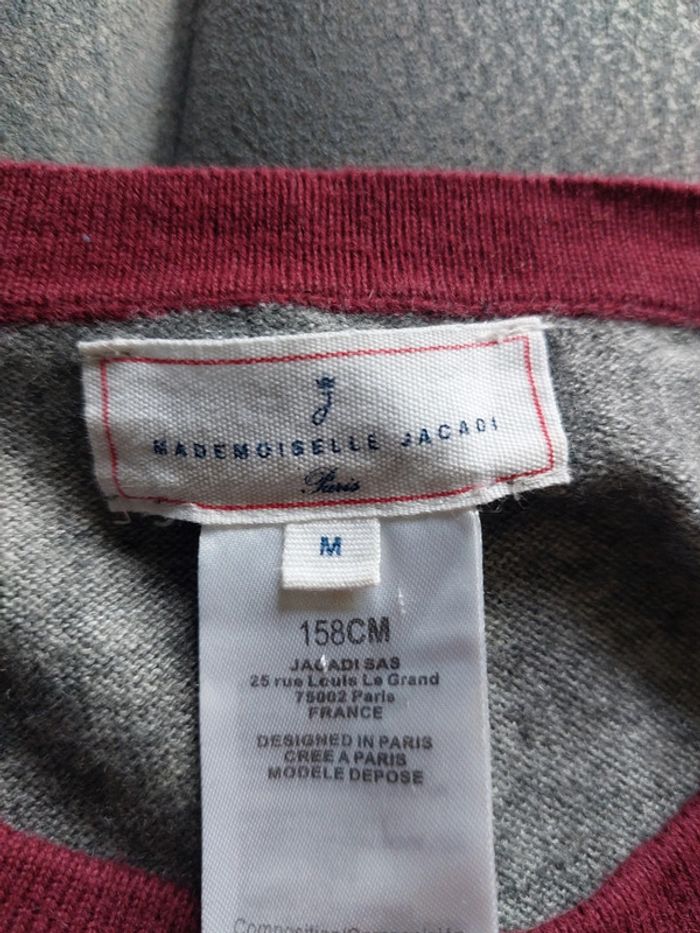 J
MADEMOISELLE JACADI
Paris
M
158CM
JACADI SAS
25 rue Louis Le Grand
75002 Paris
FRANCE
DESIGNED IN PARIS
CREE A PARIS
MODELE DEPOSE